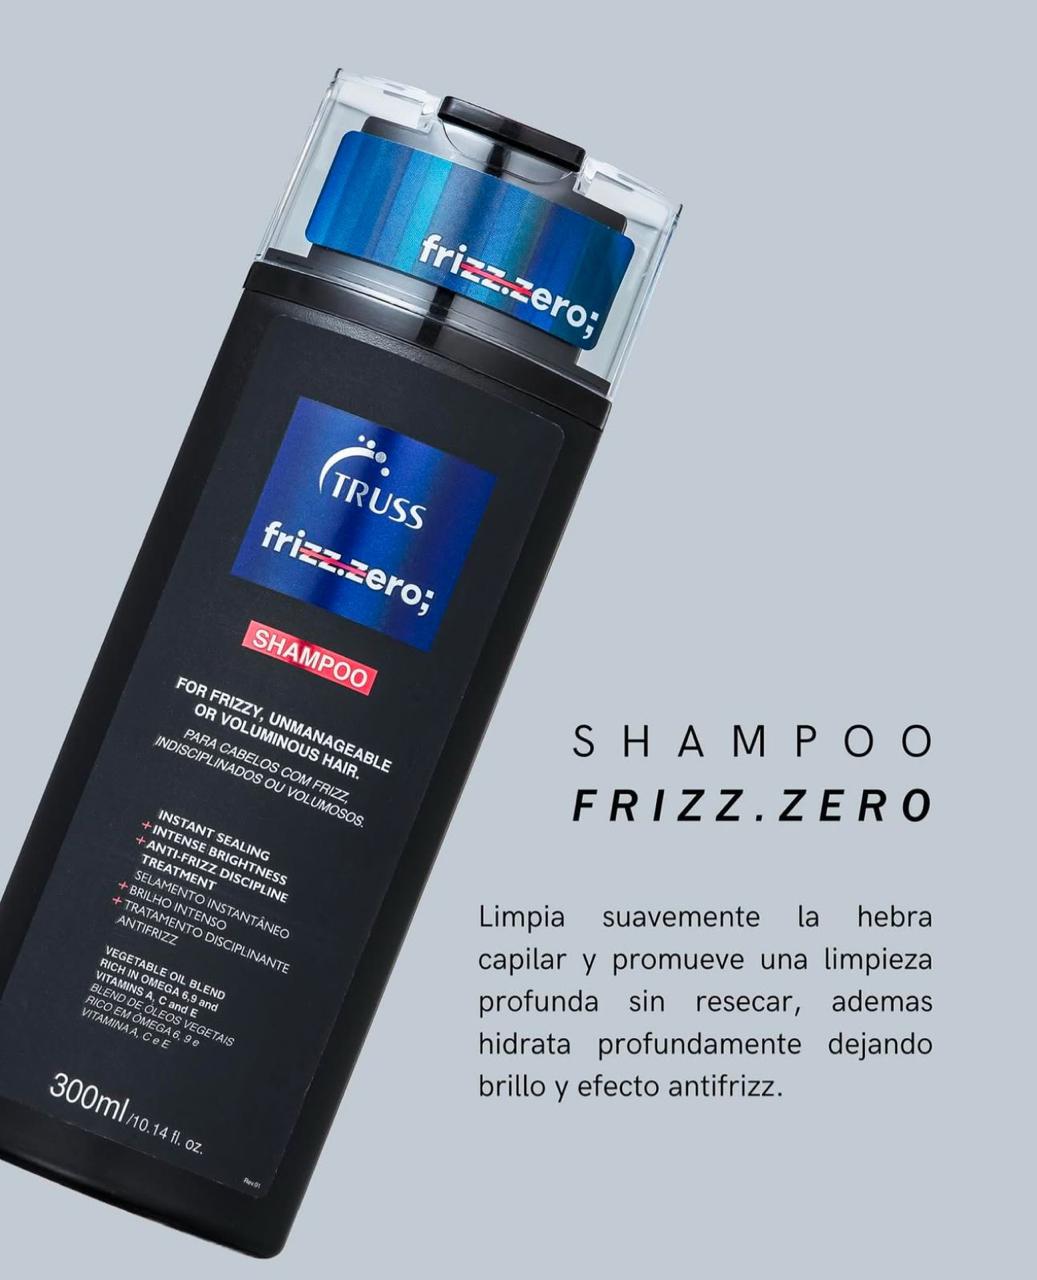 frizz.zero;
TRUSS
frizz.zero;
SHAMPOO
FOR FRIZZY, UNMANAGEABLE
OR VOLUMINOUS HAIR.
PARA CABELOS COM FRIZZ,
INDISCIPLINADOS OU VOLUMOSOS.
INSTANT SEALING
+ INTENSE BRIGHTNESS
+ ANTI-FRIZZ DISCIPLINE
TREATMENT
SELAMENTO INSTANTÂNEO
+ BRILHO INTENSO
+ TRATAMENTO DISCIPLINANTE
ANTIFRIZZ
VEGETABLE OIL BLEND
RICH IN OMEGA 6,9 and
VITAMINS A, C and E
BLEND DE ÓLEOS VEGETAIS
RICO EM ÔMEGA 6, 9 e
VITAMINA A, C e E
300ml/10.14 fl. oz.
Rev.01
SHAMPOO
FRIZZ.ZERO
Limpia suavemente la hebra
capilar y promueve una limpieza
profunda sin resecar, ademas
hidrata profundamente dejando
brillo y efecto antifrizz.